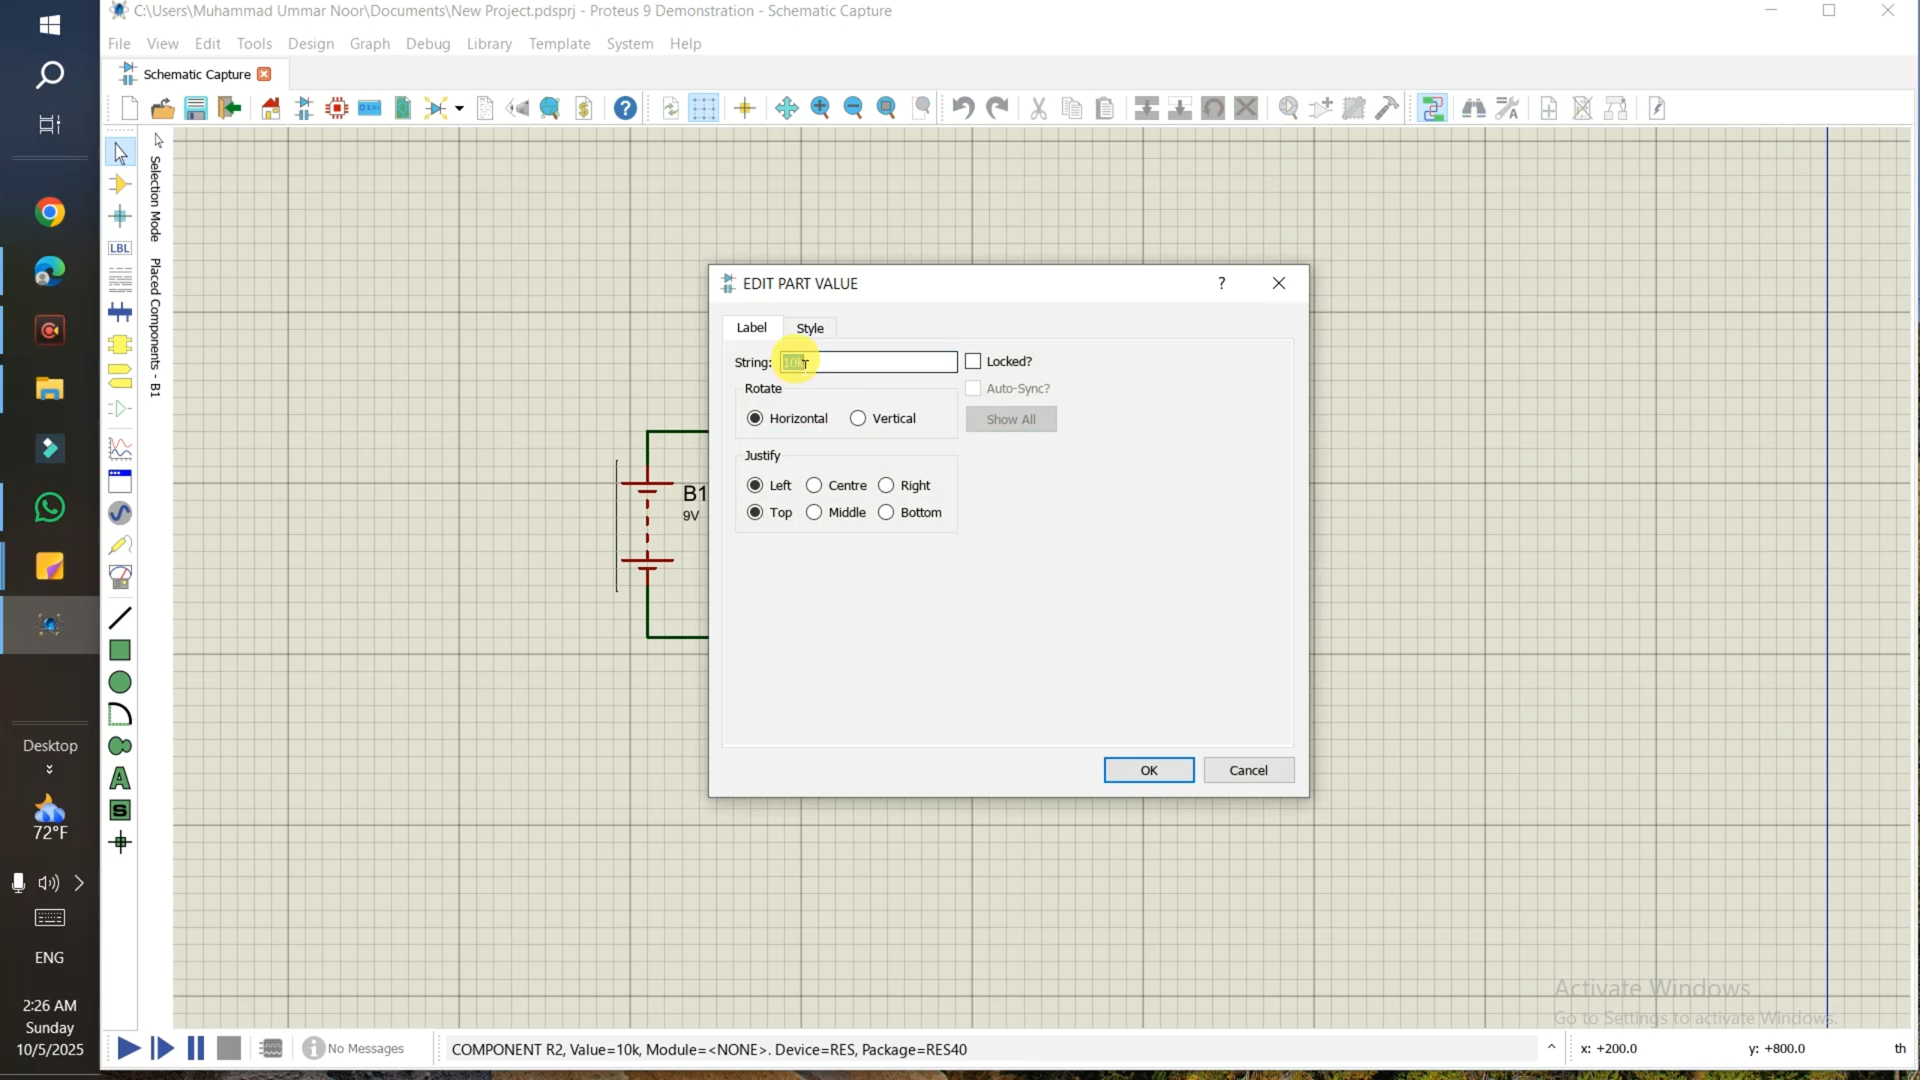 C:\Users\Muhammad Ummar Noor\Documents\New Project.pdsprj - Proteus 9 Demonstration - Schematic Capture
File View Edit Tools Design Graph Debug Library Template System Help
Schematic Capture
Selection Mode
Placed Components - B1
LBL
EDIT PART VALUE
?
Label Style
String: 10k Locked?
Rotate Auto-Sync?
Horizontal Vertical Show All
Justify
Left Centre Right
Top Middle Bottom
B1
9V
OK Cancel
A
S
Desktop
72°F
ENG
2:26 AM
Sunday
10/5/2025
Activate Windows
Go to Settings to activate Windows.
No Messages
COMPONENT R2, Value=10k, Module=<NONE>. Device=RES, Package=RES40
x: +200.0 y: +800.0 th